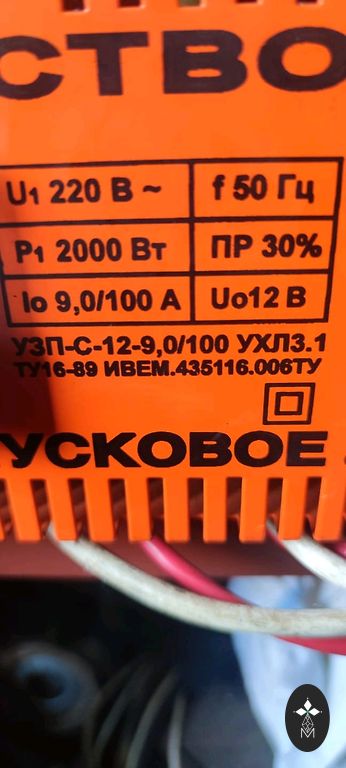 СТВО
U1 220 В ~ f 50 Гц
P1 2000 Вт ПР 30%
Io 9,0/100 А Uo12 В
УЗП-С-12-9,0/100 УХЛ3.1
ТУ16-89 ИВЕМ.435116.006ТУ
УСКОВОЕ